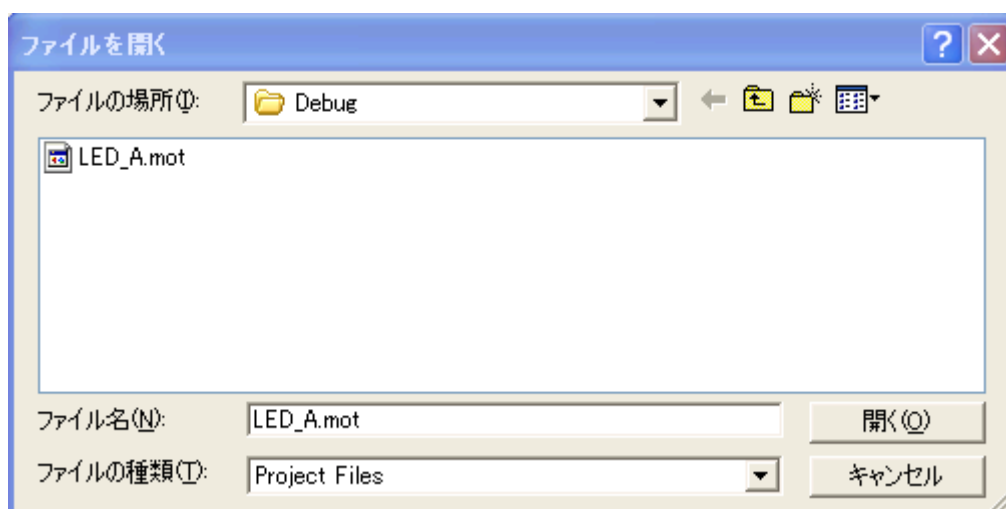 ファイルを開く
ファイルの場所(I):
Debug
LED_A.mot
ファイル名(N):
LED_A.mot
開く(O)
ファイルの種類(T):
Project Files
キャンセル